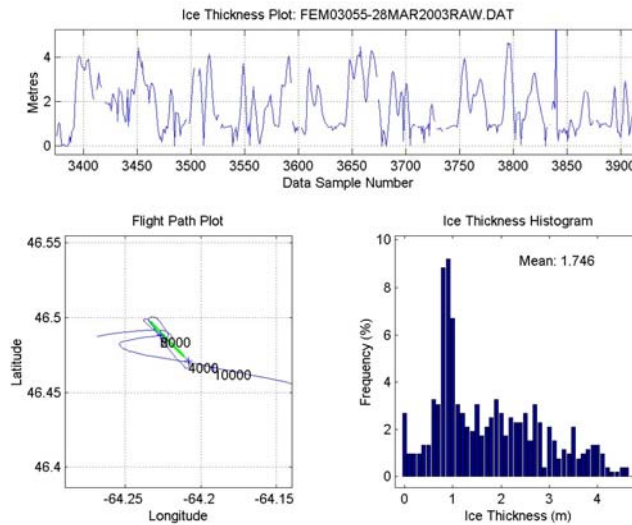 Ice Thickness Plot: FEM03055-28MAR2003RAW.DAT
Metres
4
2
0
3400 3450 3500 3550 3600 3650 3700 3750 3800 3850 3900
Data Sample Number
Flight Path Plot
Latitude
46.55
46.5
46.45
46.4
4000
10000
-64.25 -64.2 -64.15
Longitude
Ice Thickness Histogram
Mean: 1.746
Frequency (%)
10
8
6
4
2
0
0 1 2 3 4
Ice Thickness (m)